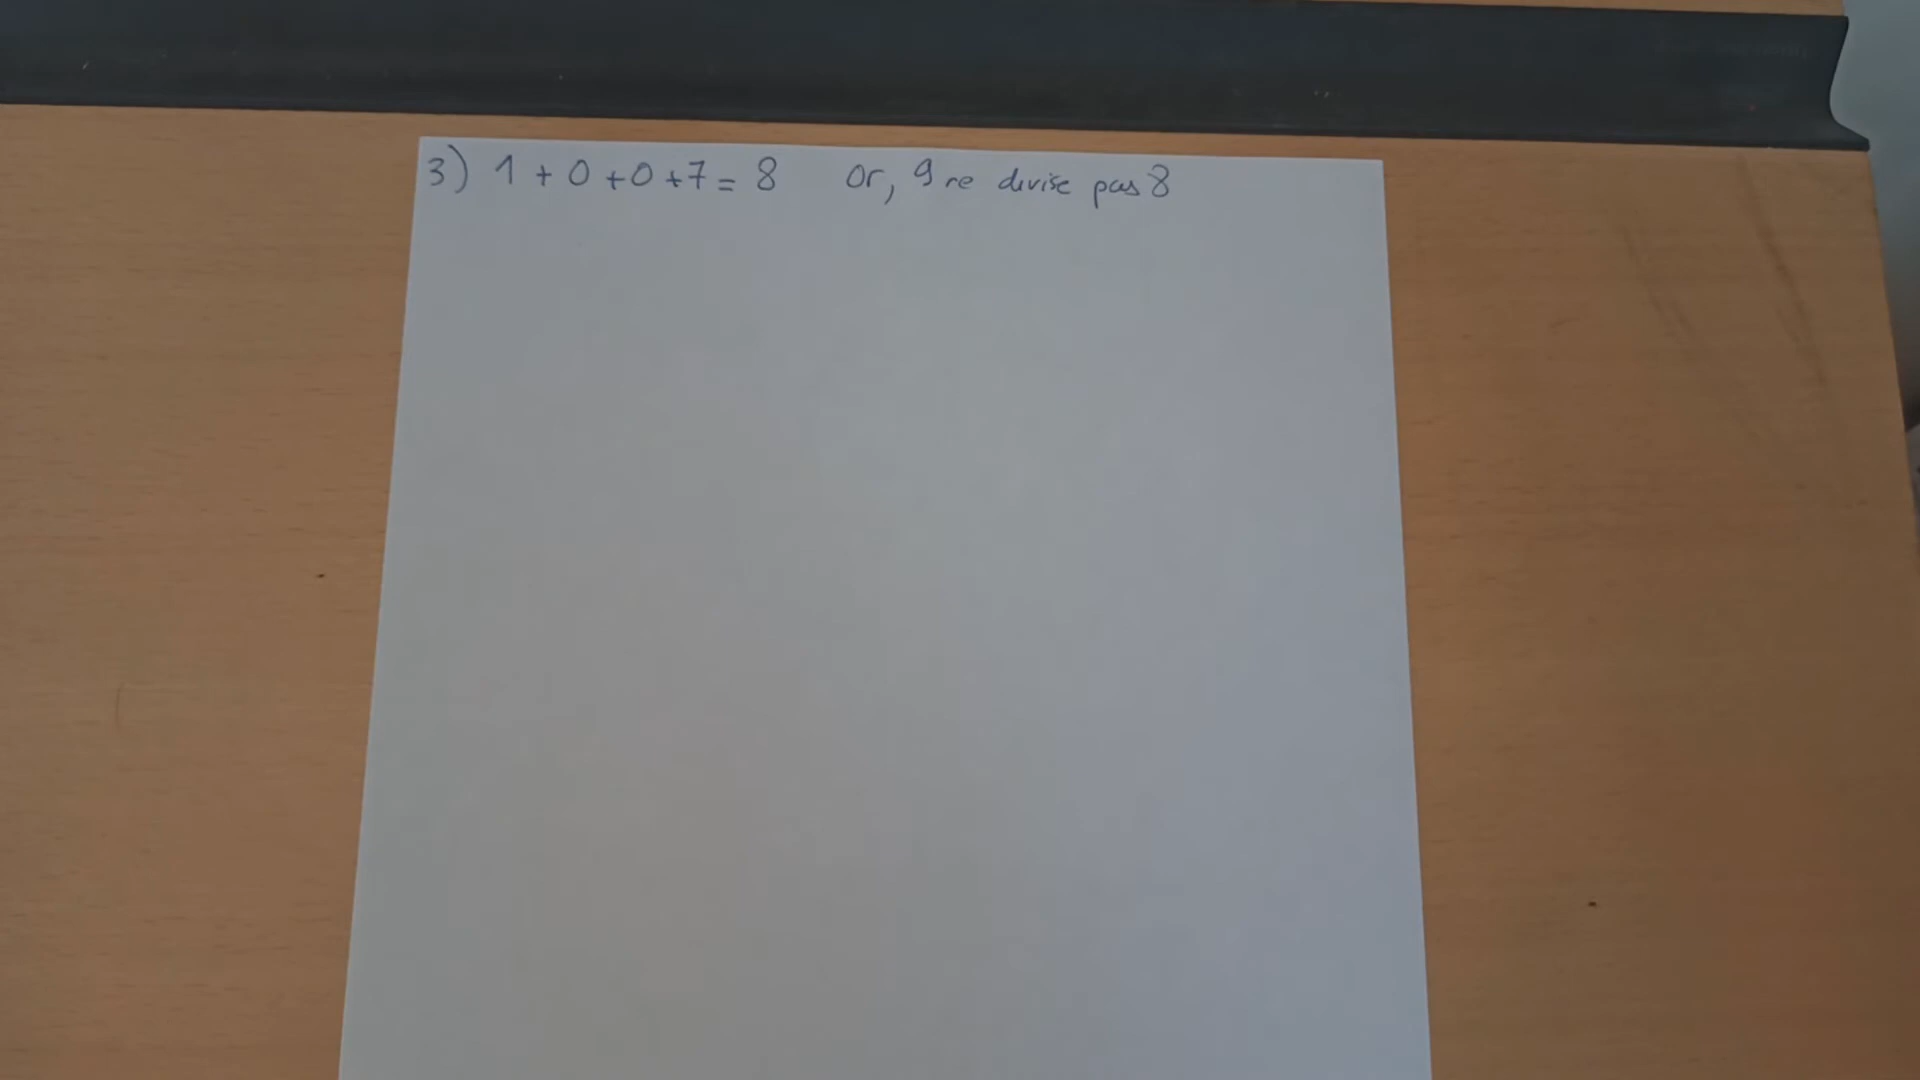 3) 1 + 0 + 0 + 7 = 8 Or, 9 ne divise pas 8